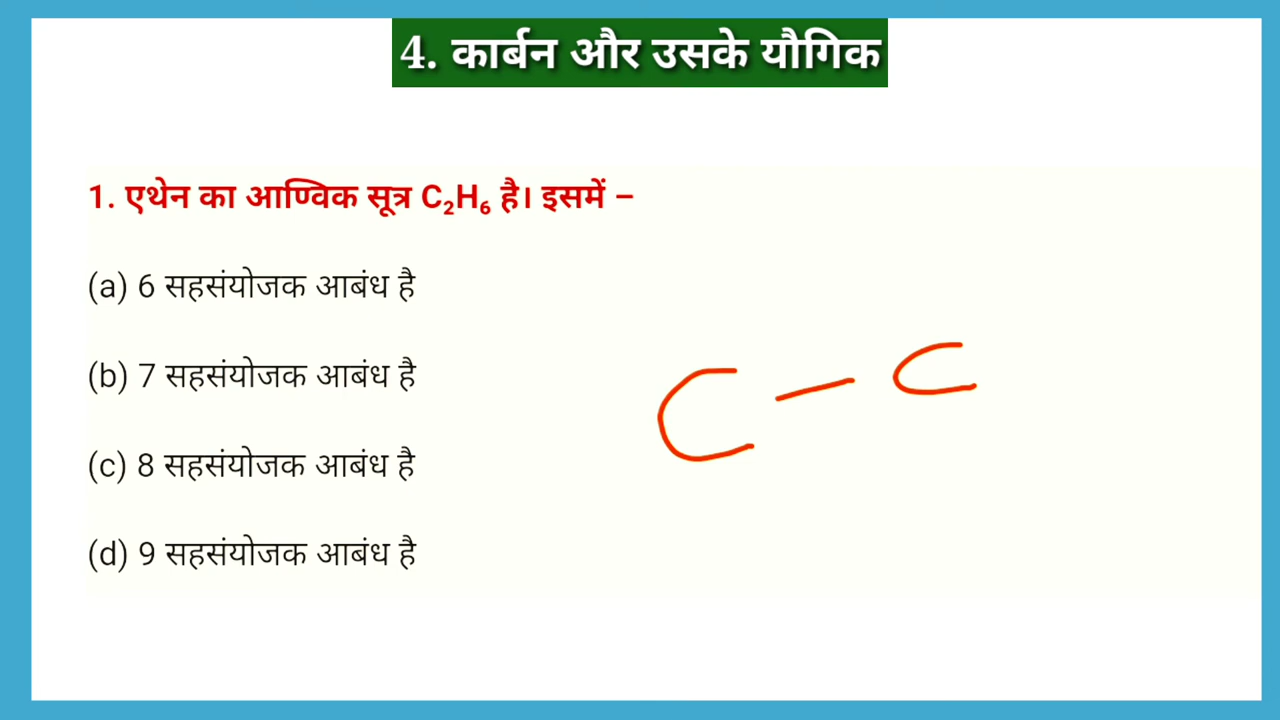 4. कार्बन और उसके यौगिक
1. एथेन का आण्विक सूत्र C₂H₆ है। इसमें –
(a) 6 सहसंयोजक आबंध है
(b) 7 सहसंयोजक आबंध है
(c) 8 सहसंयोजक आबंध है
(d) 9 सहसंयोजक आबंध है
C – C